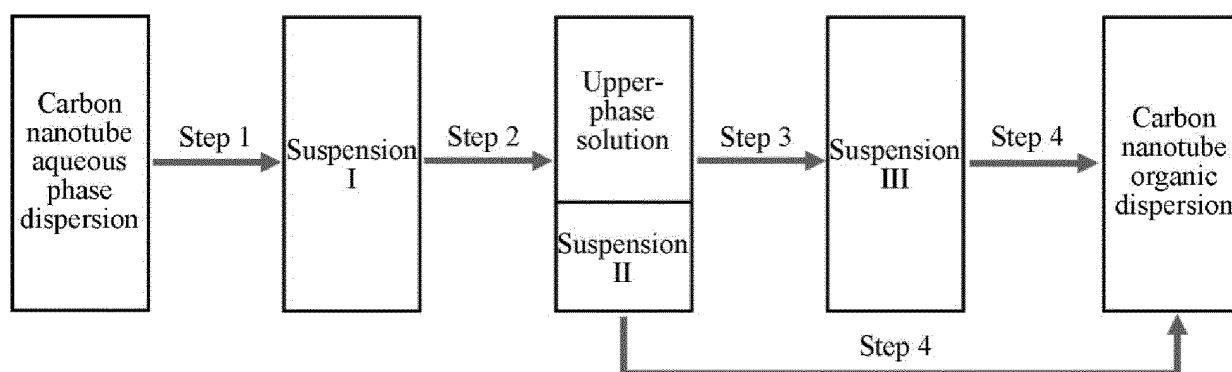 Carbon
nanotube
aqueous
phase
dispersion
Step 1
Suspension
I
Step 2
Upper-
phase
solution
Suspension
II
Step 3
Suspension
III
Step 4
Carbon
nanotube
organic
dispersion
Step 4